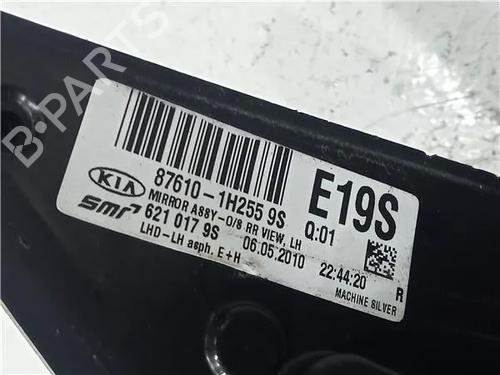 B-PARTS
KIA
87610-1H255 9S
E19S
MIRROR ASSY-O/S RR VIEW, LH
Q:01
smr
621 017 9S
06.05.2010
22:44:20
R
LHD-LH asph. E+H
MACHINE SILVER